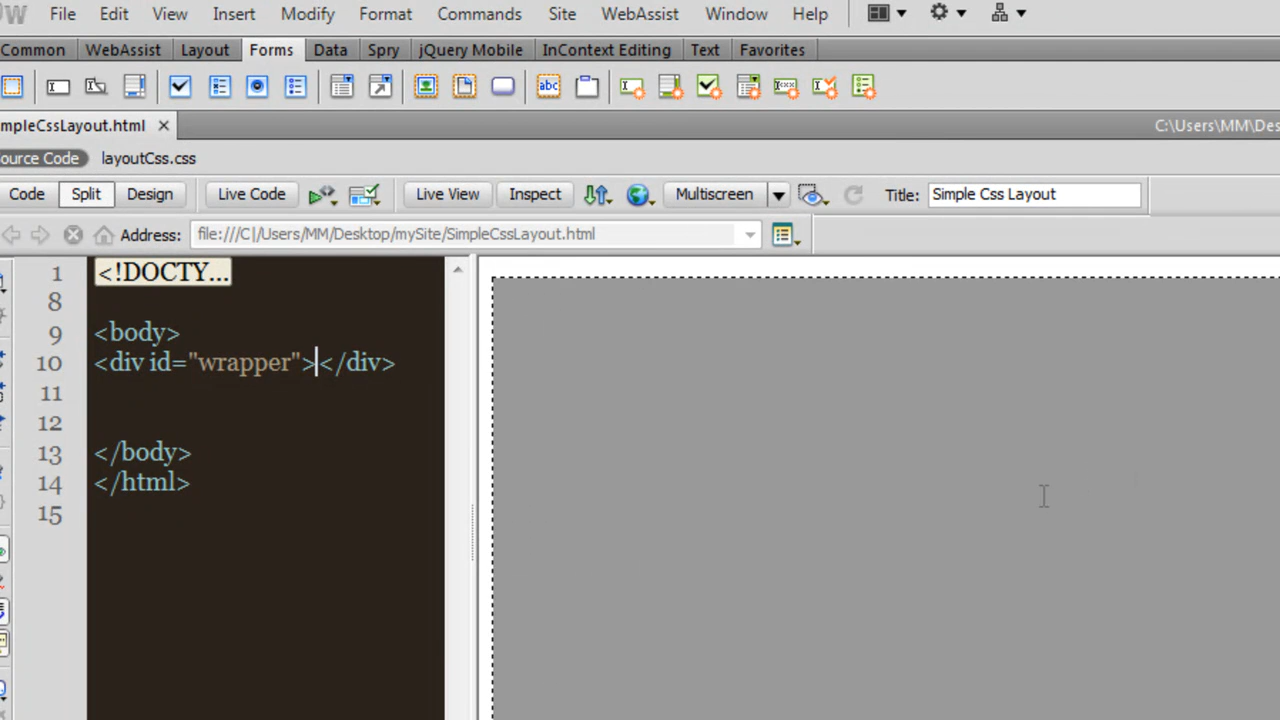 W File Edit View Insert Modify Format Commands Site WebAssist Window Help
Common WebAssist Layout Forms Data Spry jQuery Mobile InContext Editing Text Favorites
abc
mpleCssLayout.html C:\Users\MM\Des
ource Code layoutCss.css
Code Split Design Live Code Live View Inspect Multiscreen Title: Simple Css Layout
Address: file:///C|/Users/MM/Desktop/mySite/SimpleCssLayout.html
1 <!DOCTY...
8
9 <body>
10 <div id="wrapper"></div>
11
12
13 </body>
14 </html>
15